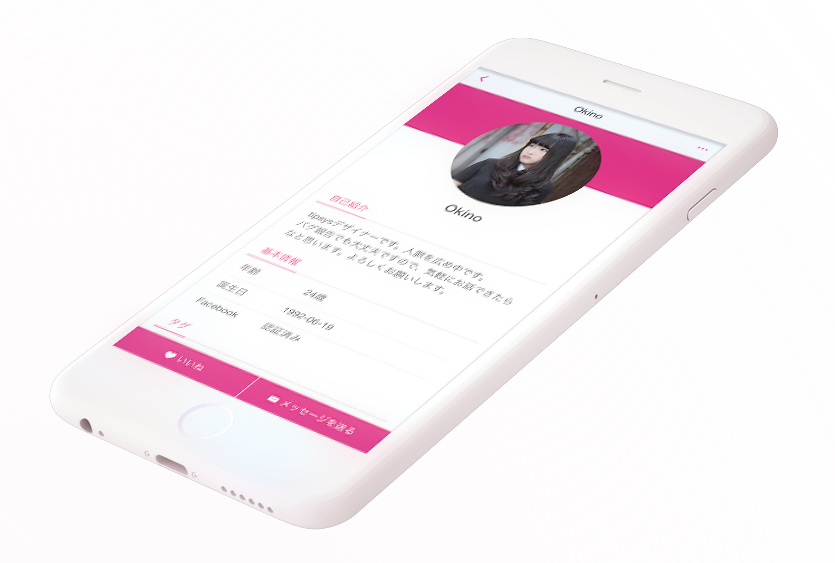 Okino
Okino
自己紹介
tipsysデザイナーです。人脈を広め中です。
バグ報告でも大丈夫ですので、気軽にお話できたら
なと思います。よろしくお願いします。
基本情報
年齢 24歳
誕生日 1992-06-19
Facebook 認証済み
タグ
いいね
メッセージを送る